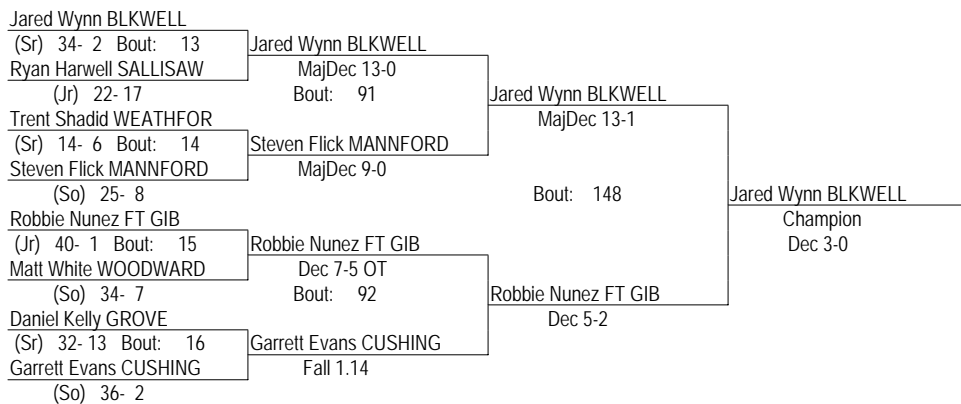 Jared Wynn BLKWELL
(Sr) 34- 2 Bout: 13
Ryan Harwell SALLISAW
(Jr) 22- 17
Trent Shadid WEATHFOR
(Sr) 14- 6 Bout: 14
Steven Flick MANNFORD
(So) 25- 8
Robbie Nunez FT GIB
(Jr) 40- 1 Bout: 15
Matt White WOODWARD
(So) 34- 7
Daniel Kelly GROVE
(Sr) 32- 13 Bout: 16
Garrett Evans CUSHING
(So) 36- 2
Jared Wynn BLKWELL
MajDec 13-0
Bout: 91
Steven Flick MANNFORD
MajDec 9-0
Robbie Nunez FT GIB
Dec 7-5 OT
Bout: 92
Garrett Evans CUSHING
Fall 1.14
Jared Wynn BLKWELL
MajDec 13-1
Bout: 148
Robbie Nunez FT GIB
Dec 5-2
Jared Wynn BLKWELL
Champion
Dec 3-0